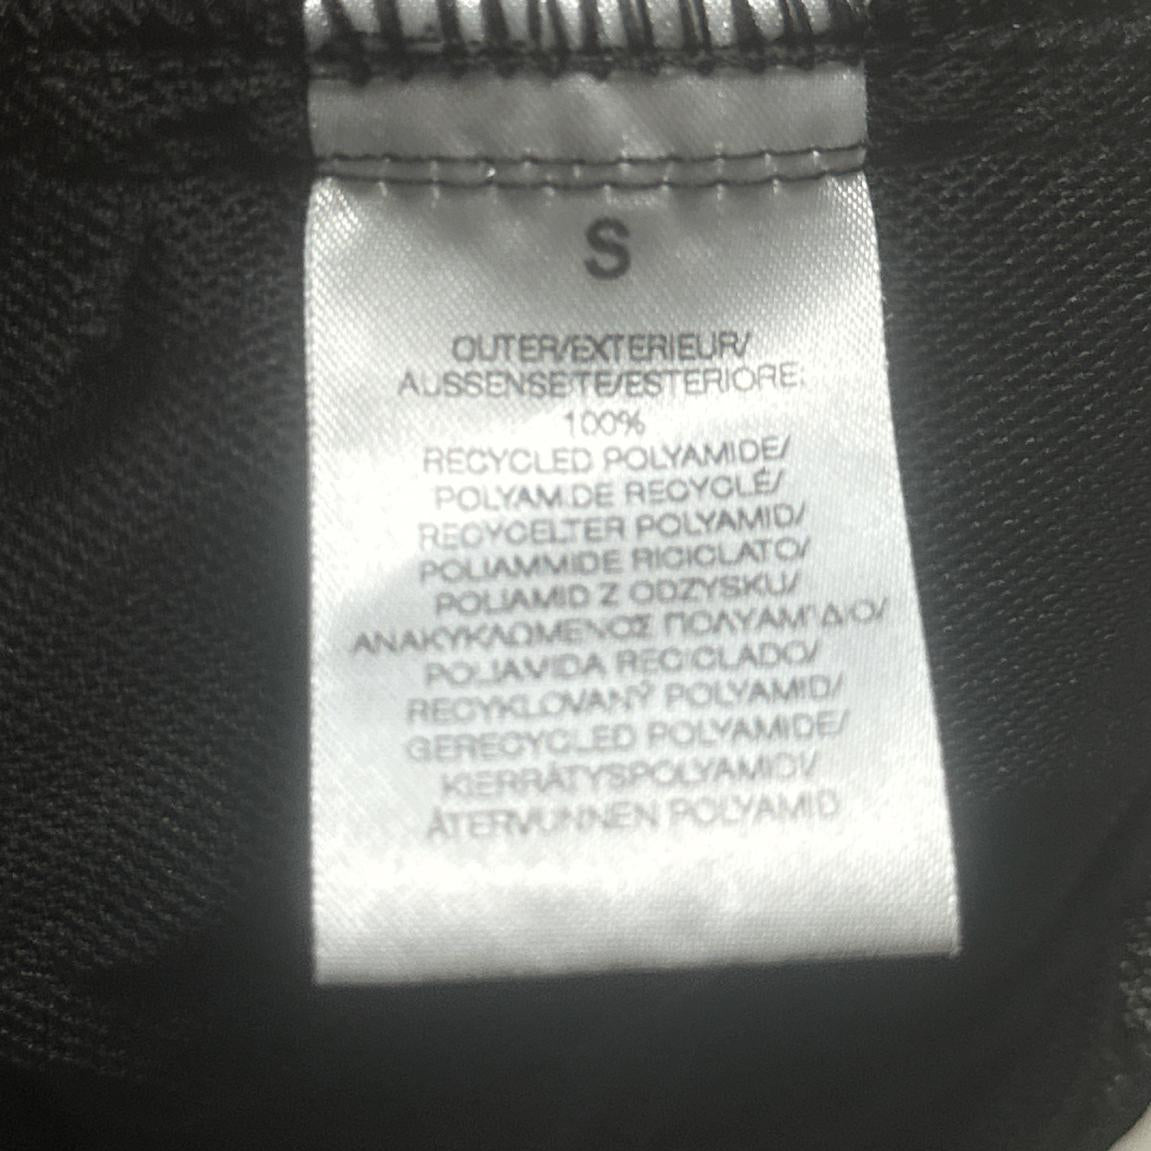 S
OUTER/EXTERIEUR/
AUSSENSEITE/ESTERIORE:
100%
RECYCLED POLYAMIDE/
POLYAMIDE RECYCLÉ/
RECYCELTER POLYAMID/
POLIAMMIDE RICICLATO/
POLIAMID Z ODZYSKU/
ΑΝΑΚΥΚΛΩΜΕΝΟΣ ΠΟΛΥΑΜΊΔΙΟ/
POLIAMIDA RECICLADO/
RECYKLOVANÝ POLYAMID/
GERECYCLED POLYAMIDE/
KIERRÄTYSPOLYAMIDI/
ÅTERVUNNEN POLYAMID